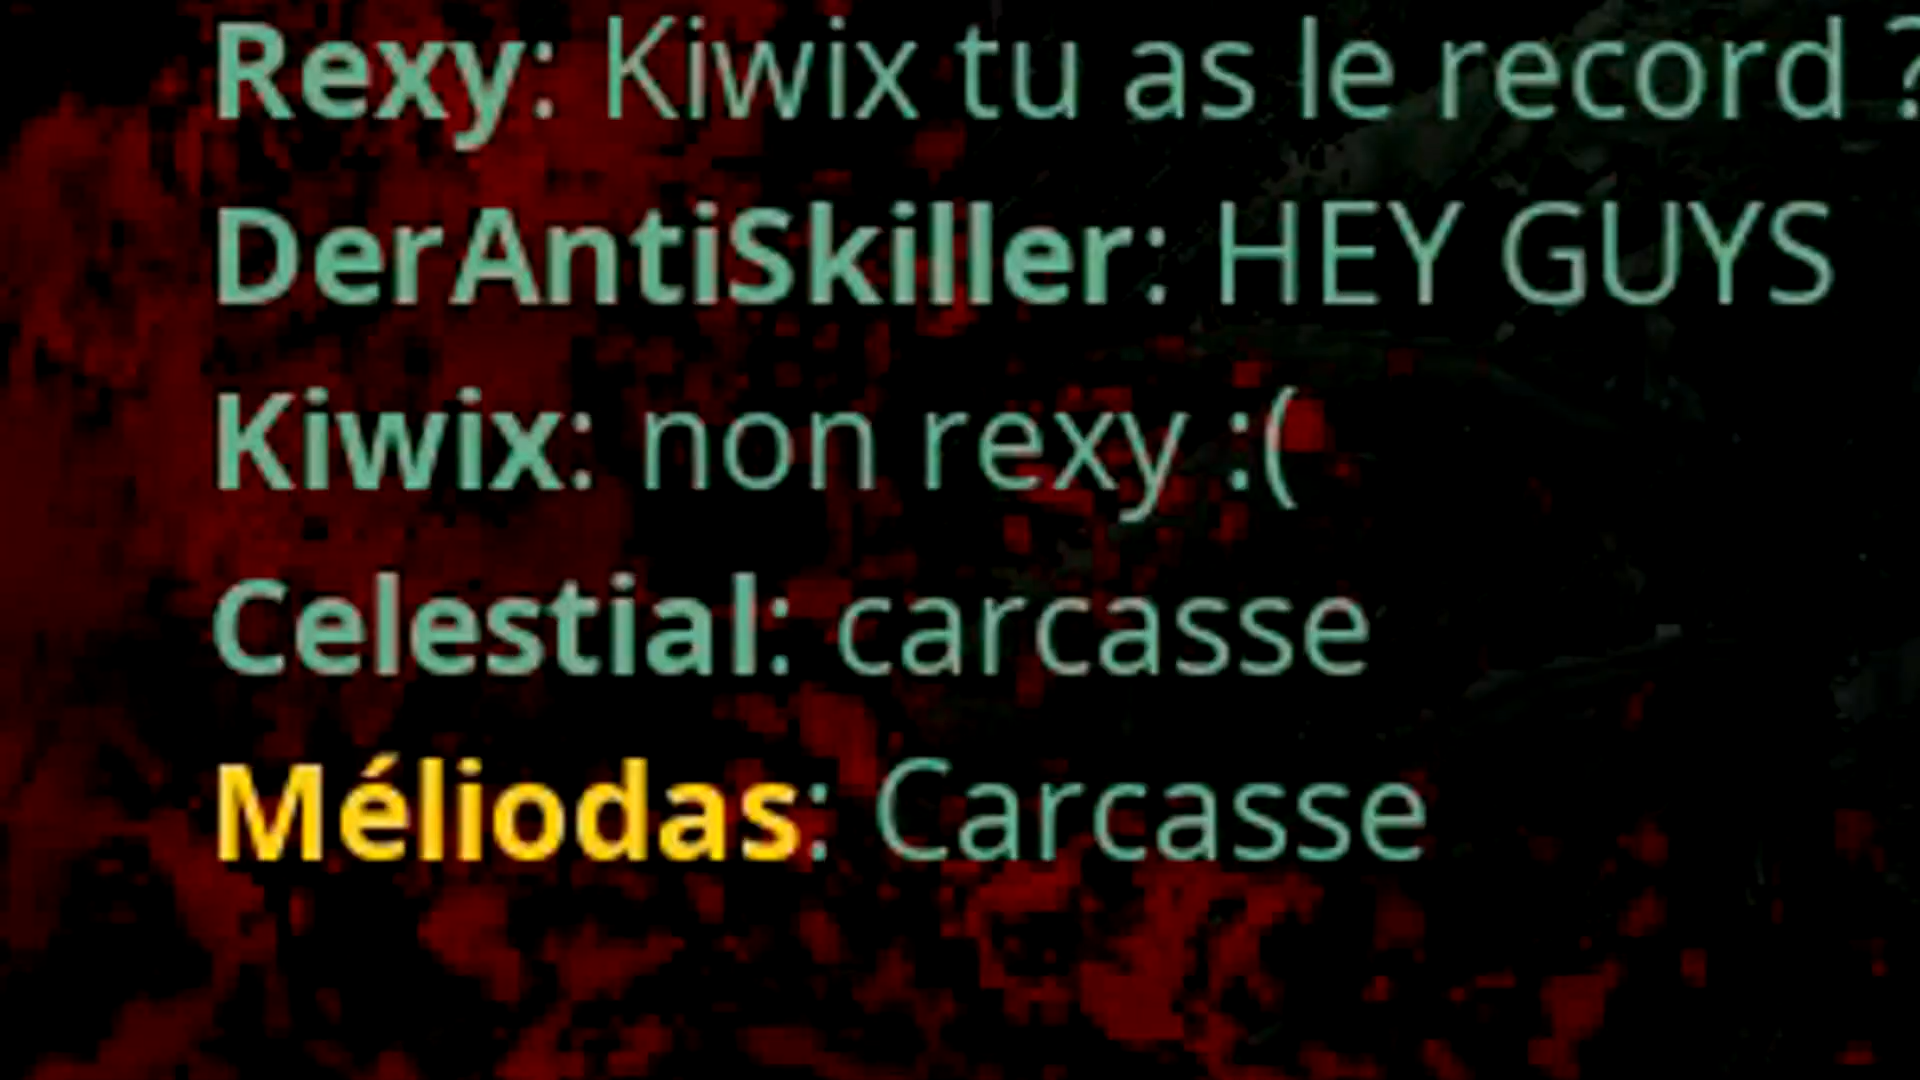 Rexy: Kiwix tu as le record ?
DerAntiSkiller: HEY GUYS
Kiwix: non rexy :(
Celestial: carcasse
Méliodas: Carcasse